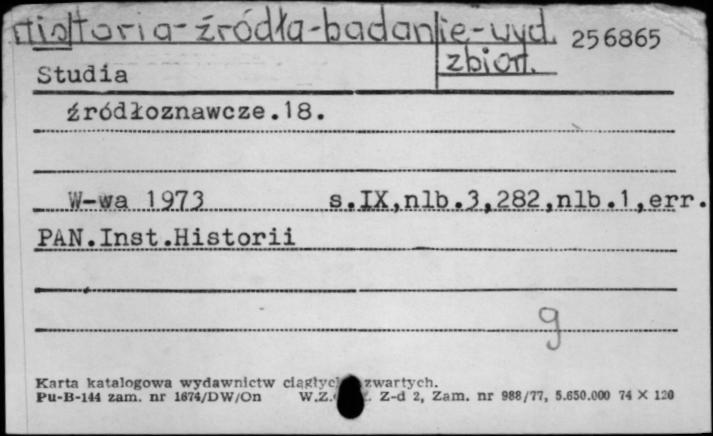 Historia-źródła-badanie-wyd. 256865
zbior.
Studia
źródłoznawcze.18.
W-wa 1973 s.IX,nlb.3,282,nlb.1,err.
PAN.Inst.Historii
g
Karta katalogowa wydawnictw ciągłych zwartych.
Pu-B-144 zam. nr 1674/DW/On W.Z. Z-d 2, Zam. nr 988/77, 5.650.000 74 X 120